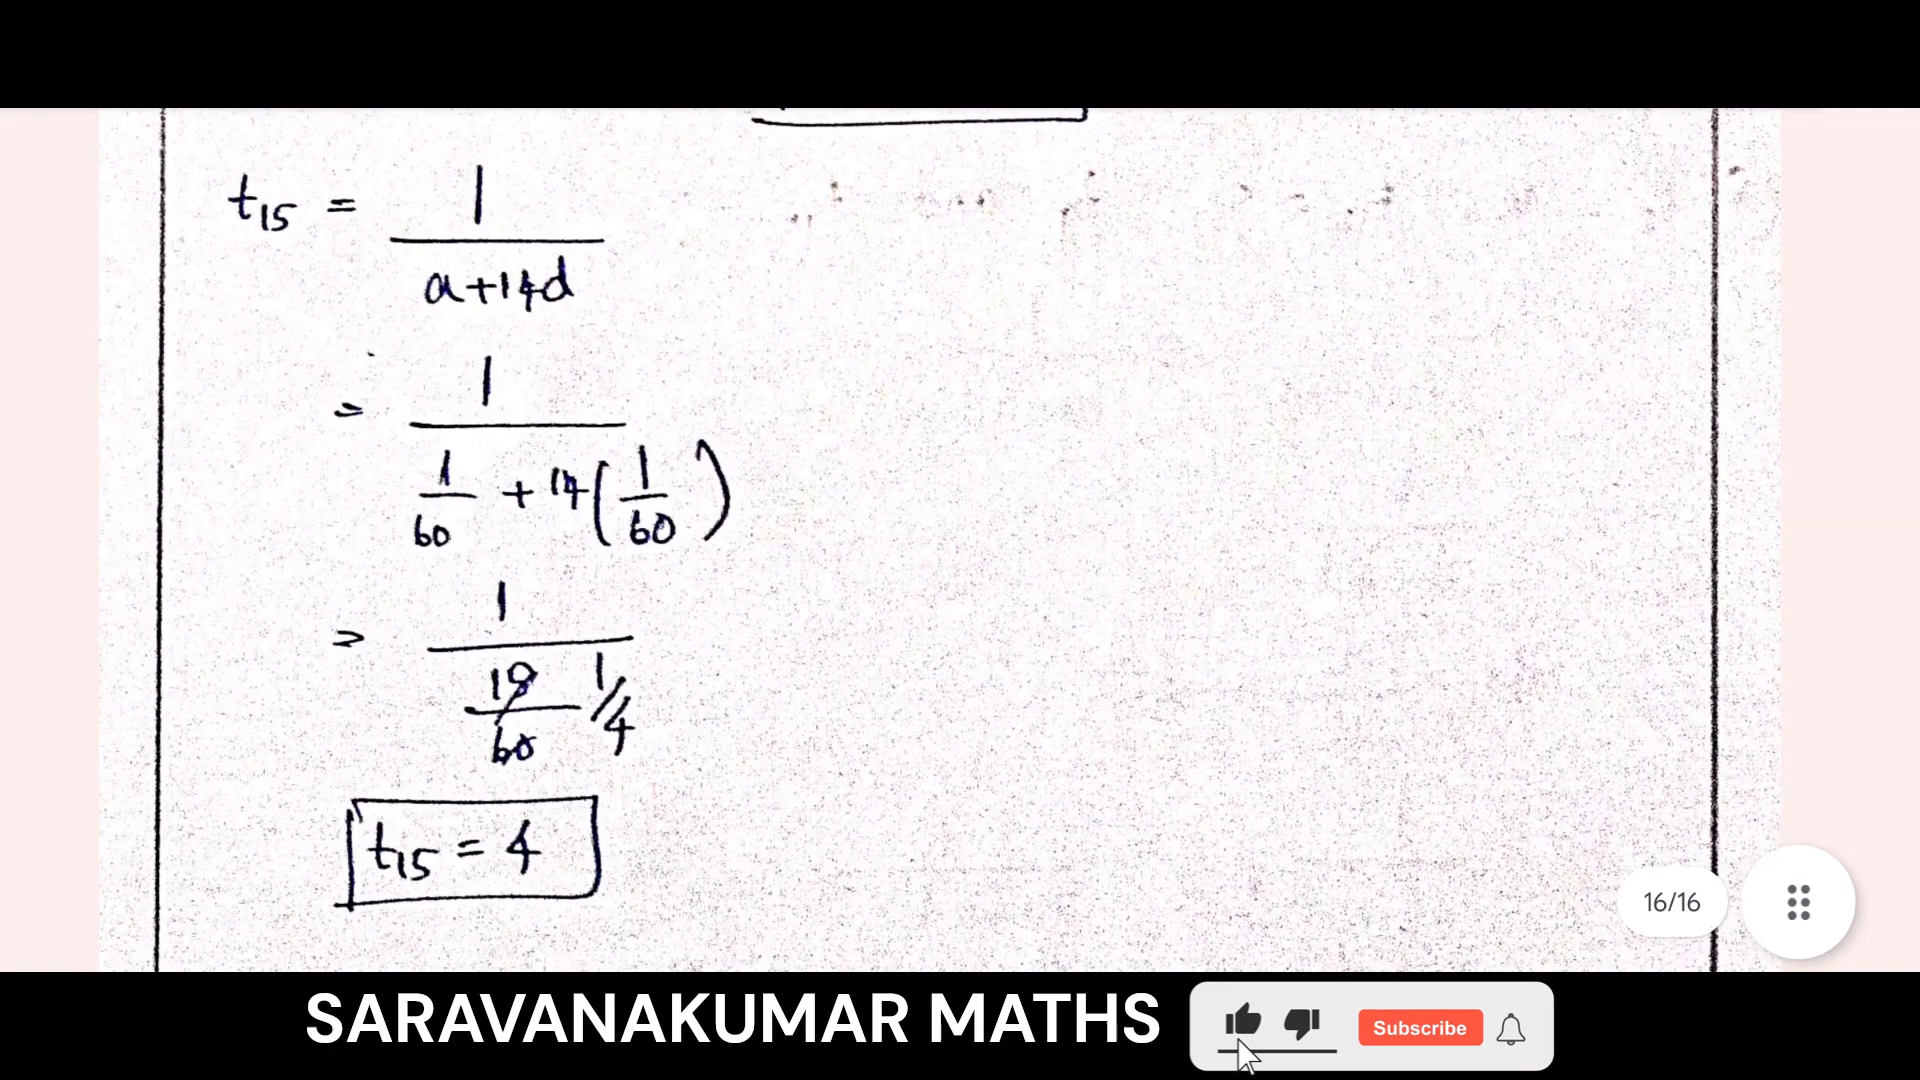 t15 = 1
a+14d
= 1
1/60 + 14(1/60)
= 1
15/60 1/4
t15 = 4
16/16
SARAVANAKUMAR MATHS
Subscribe